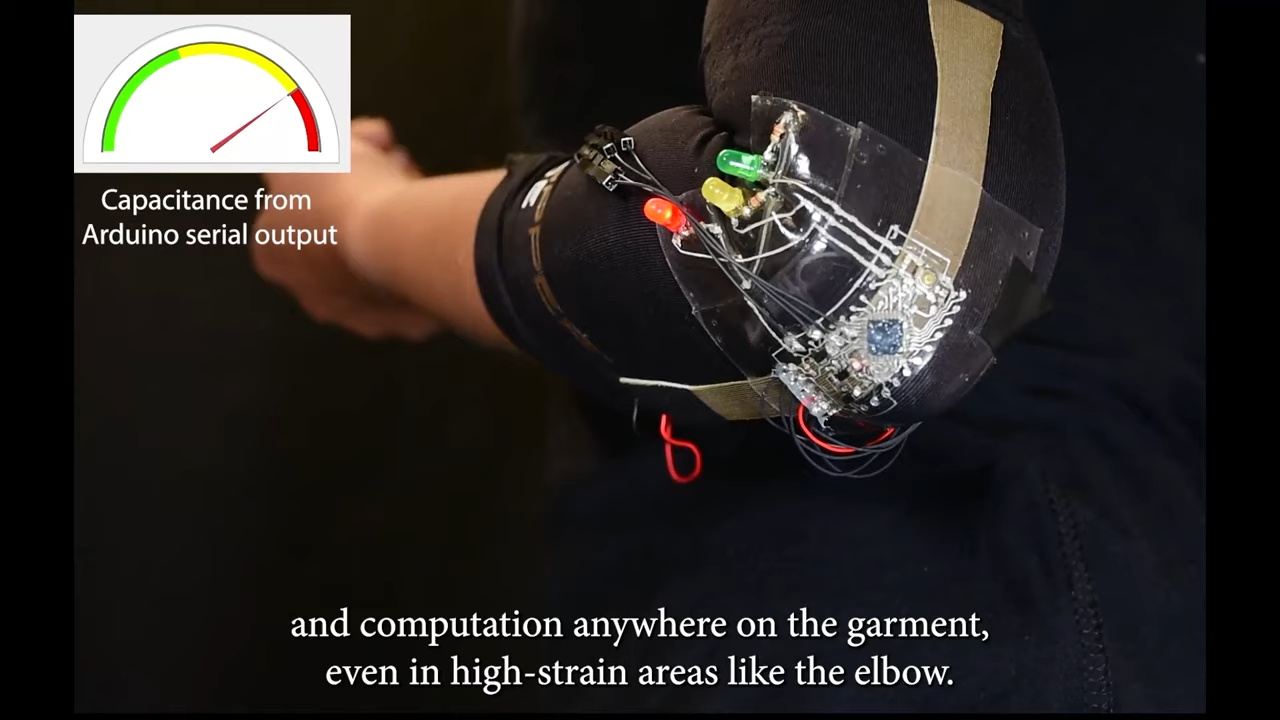 Capacitance from
Arduino serial output
and computation anywhere on the garment,
even in high-strain areas like the elbow.